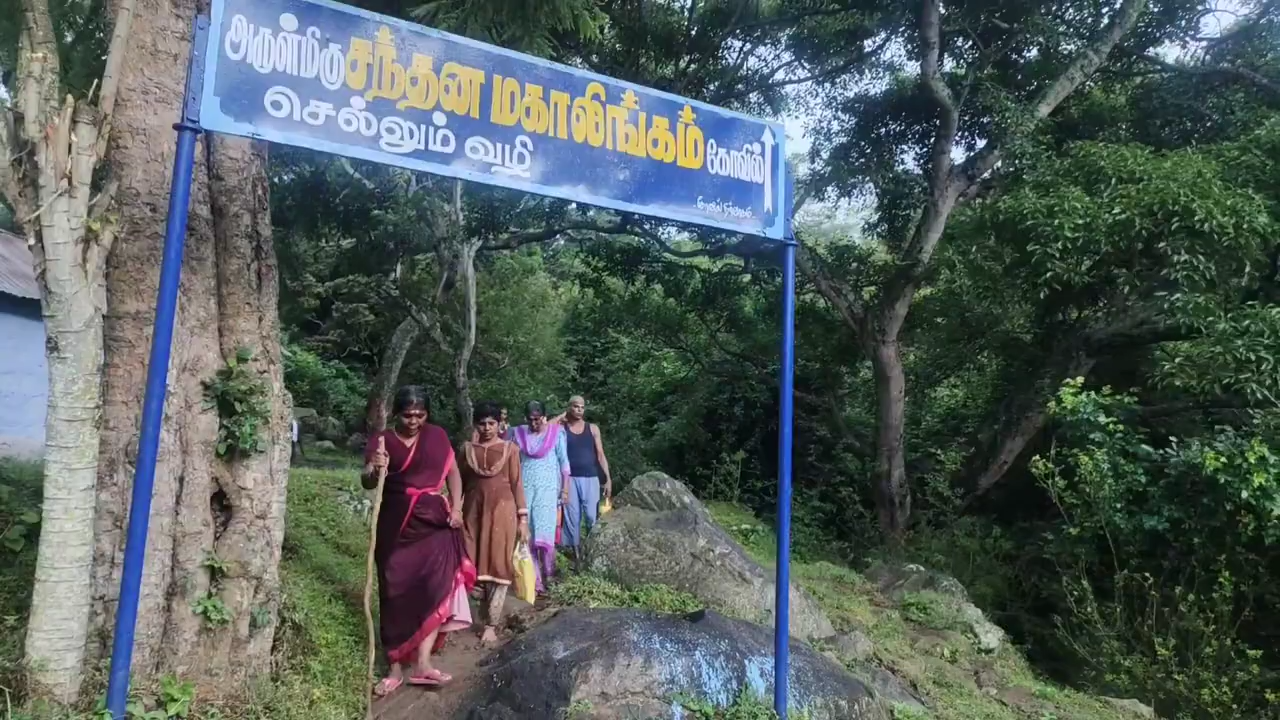 அருள்மிகு சந்தன மகாலிங்கம் கோவில்
செல்லும் வழி